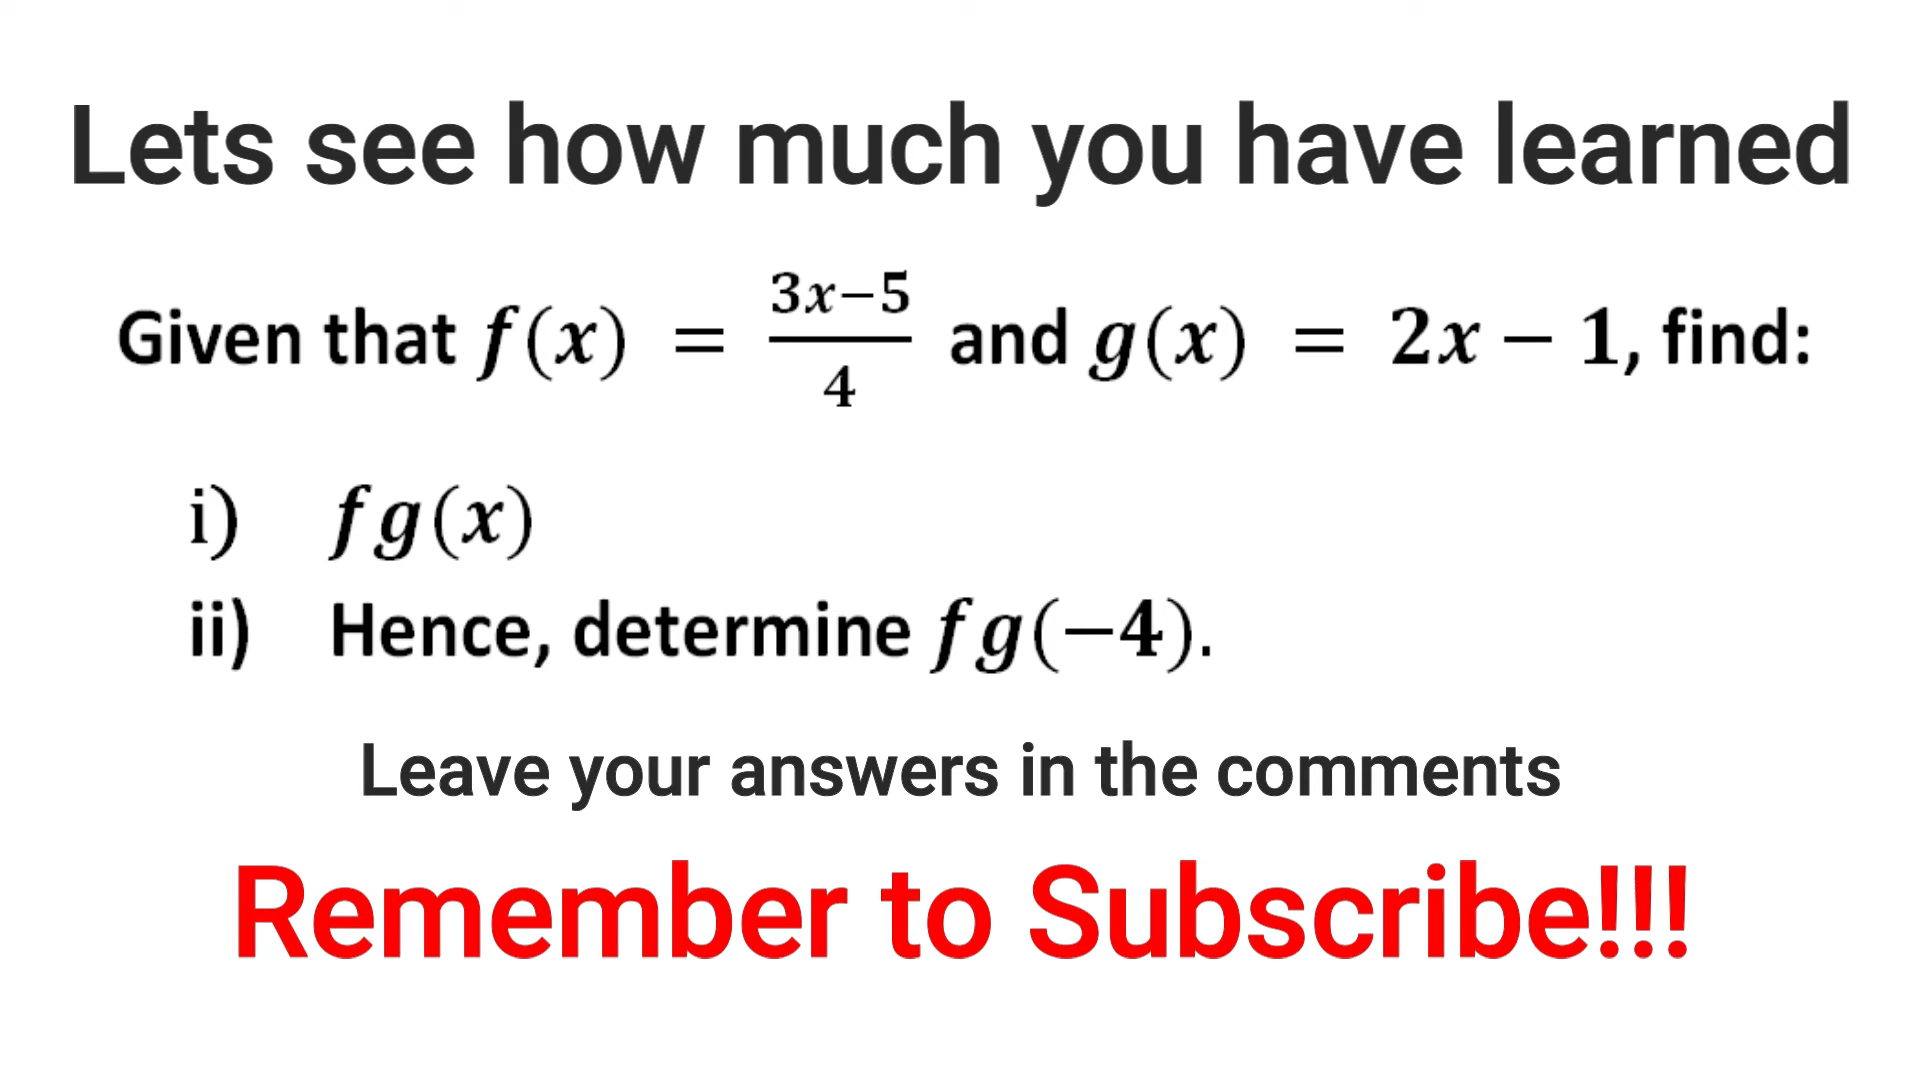 Lets see how much you have learned
Given that f(x) = \frac{3x-5}{4} and g(x) = 2x − 1, find:
i) fg(x)
ii) Hence, determine fg(−4).
Leave your answers in the comments
Remember to Subscribe!!!